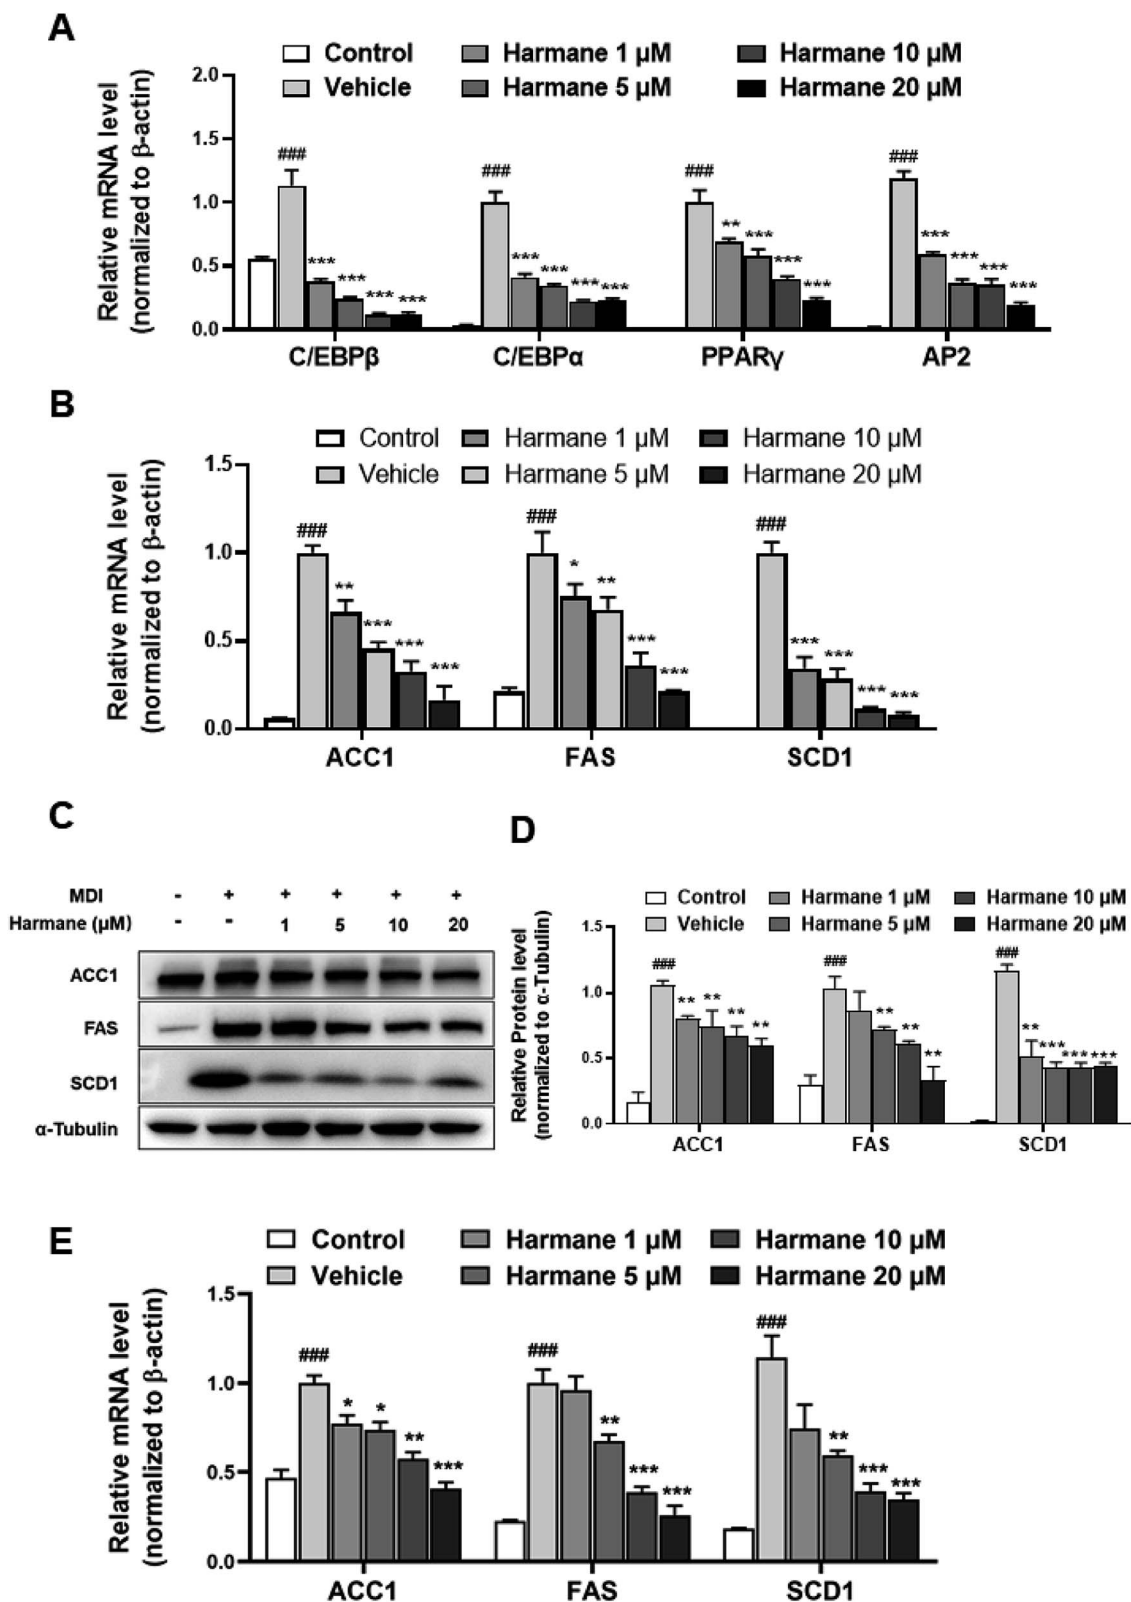 A
Control Harmane 1 µM Harmane 10 µM
Vehicle Harmane 5 µM Harmane 20 µM
Relative mRNA level
(normalized to β-actin)
2.0
1.5
1.0
0.5
0.0
### *** *** *** ***
### *** *** *** ***
### ** *** *** ***
### *** *** *** ***
C/EBPβ C/EBPα PPARγ AP2
B
Control Harmane 1 µM Harmane 10 µM
Vehicle Harmane 5 µM Harmane 20 µM
Relative mRNA level
(normalized to β-actin)
1.5
1.0
0.5
0.0
### ** *** *** ***
### * ** *** ***
### *** *** *** ***
ACC1 FAS SCD1
C
MDI - + + + + +
Harmane (µM) - - 1 5 10 20
ACC1
FAS
SCD1
α-Tubulin
D
Control Harmane 1 µM Harmane 10 µM
Vehicle Harmane 5 µM Harmane 20 µM
Relative Protein level
(normalized to α-Tubulin)
1.5
1.0
0.5
0.0
### ** ** ** **
### ** ** **
### ** *** *** ***
ACC1 FAS SCD1
E
Control Harmane 1 µM Harmane 10 µM
Vehicle Harmane 5 µM Harmane 20 µM
Relative mRNA level
(normalized to β-actin)
1.5
1.0
0.5
0.0
### * * ** ***
### ** *** ***
### ** *** ***
ACC1 FAS SCD1